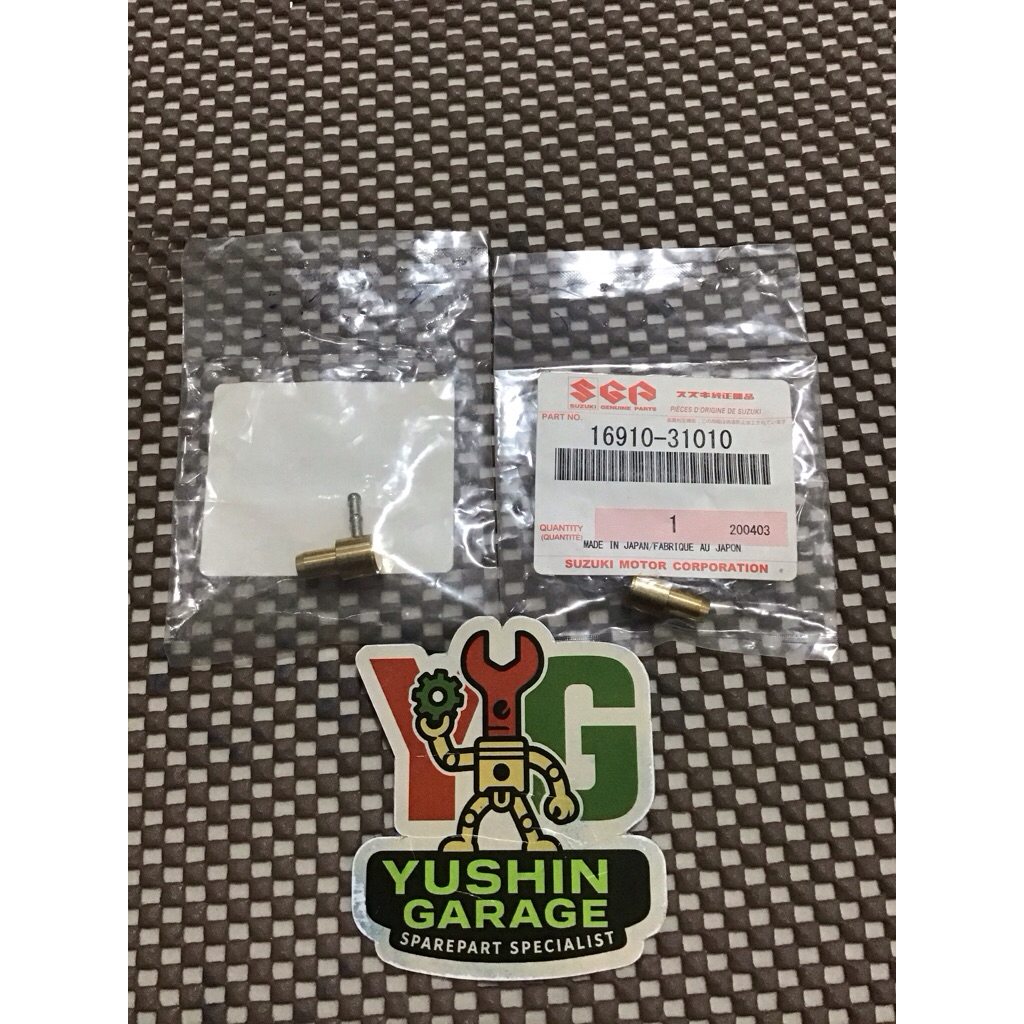 SGP
SUZUKI GENUINE PARTS
スズキ純正部品
PIÈCES D'ORIGINE DE SUZUKI
PART NO.
16910-31010
QUANTITY
(QUANTITÉ)
1
200403
MADE IN JAPAN/FABRIQUE AU JAPON
SUZUKI MOTOR CORPORATION
YG
YUSHIN
GARAGE
SPAREPART SPECIALIST